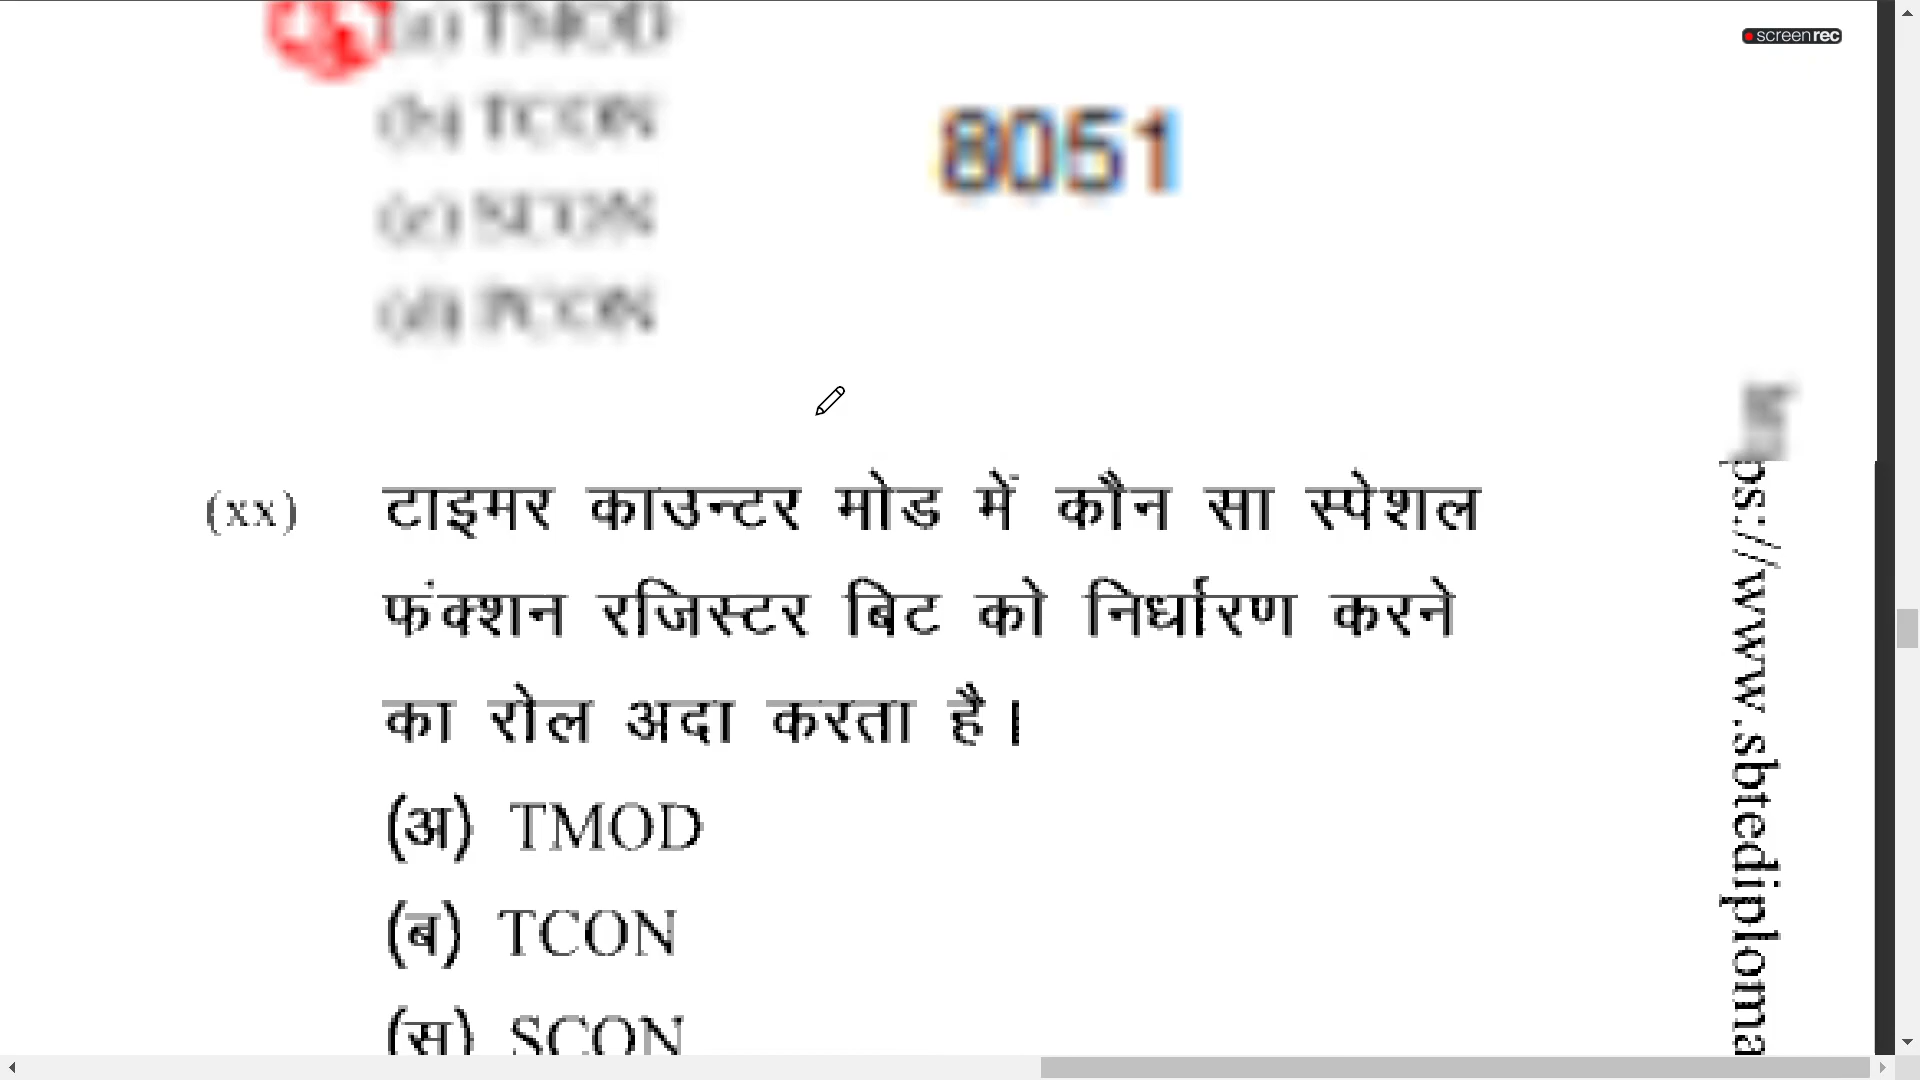 (a) TMOD
screenrec
(b) TCON
8051
(c) SCON
(d) PCON
(xx) टाइमर काउन्टर मोड में कौन सा स्पेशल
फंक्शन रजिस्टर बिट को निर्धारण करने
का रोल अदा करता है।
(अ) TMOD
(ब) TCON
(स) SCON
ps://www.sbtediploma